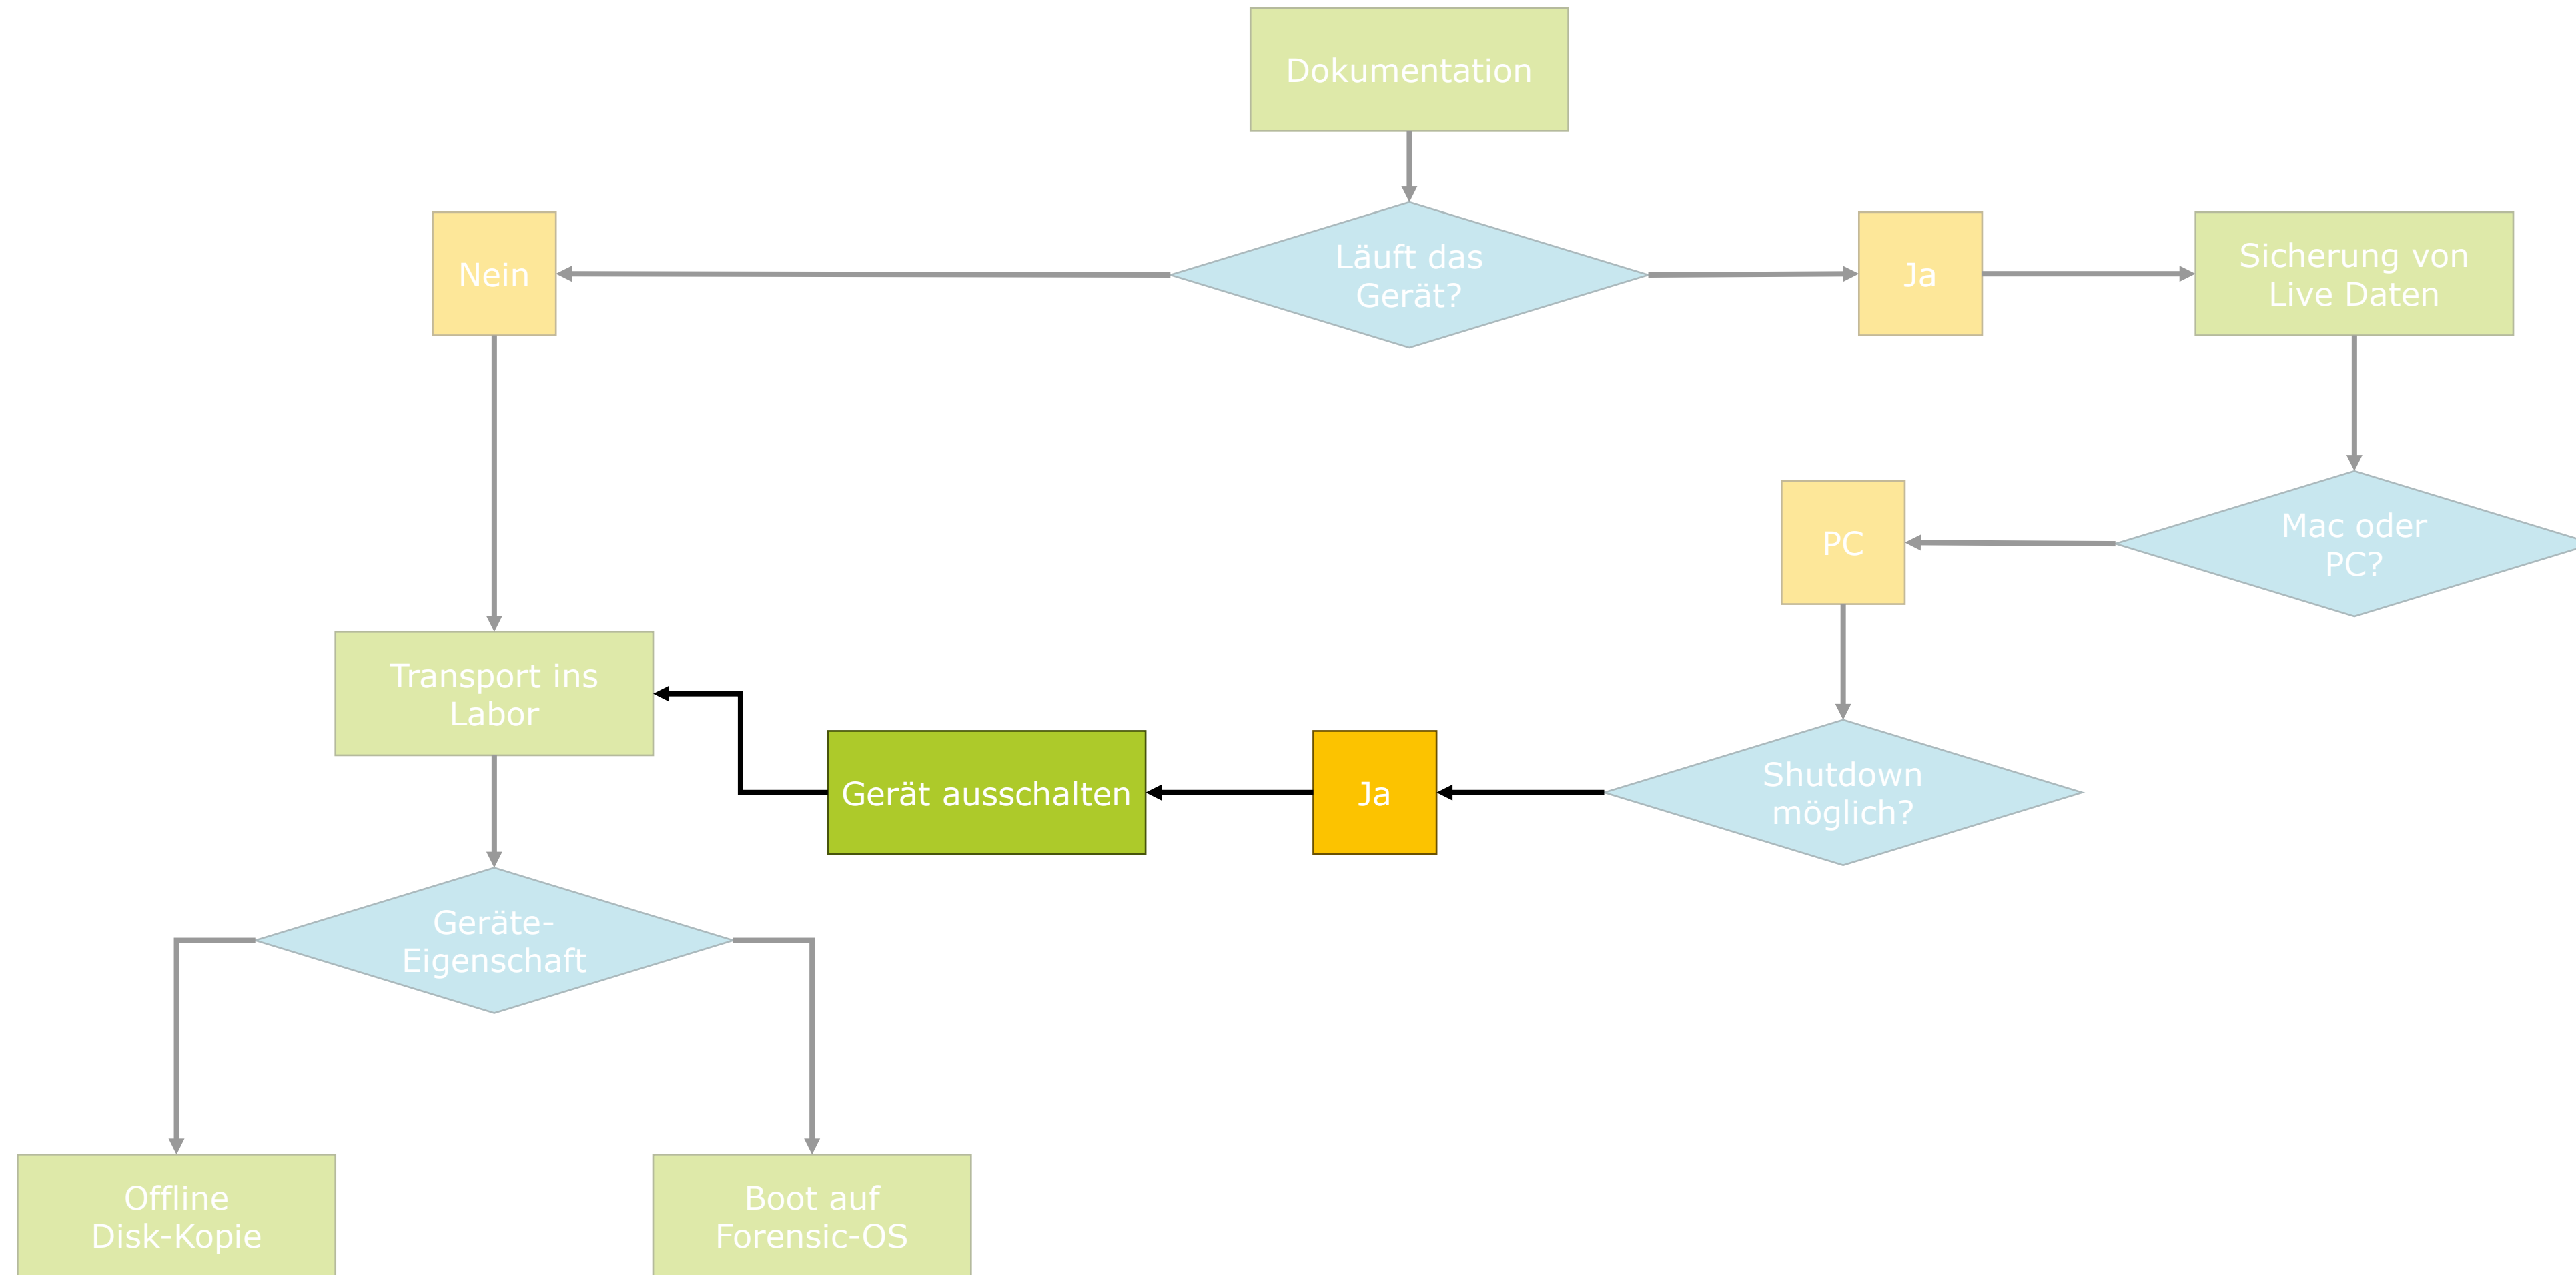 Dokumentation
Nein
Läuft das
Gerät?
Ja
Sicherung von
Live Daten
PC
Mac oder
PC?
Transport ins
Labor
Gerät ausschalten
Ja
Shutdown
möglich?
Geräte-
Eigenschaft
Offline
Disk-Kopie
Boot auf
Forensic-OS